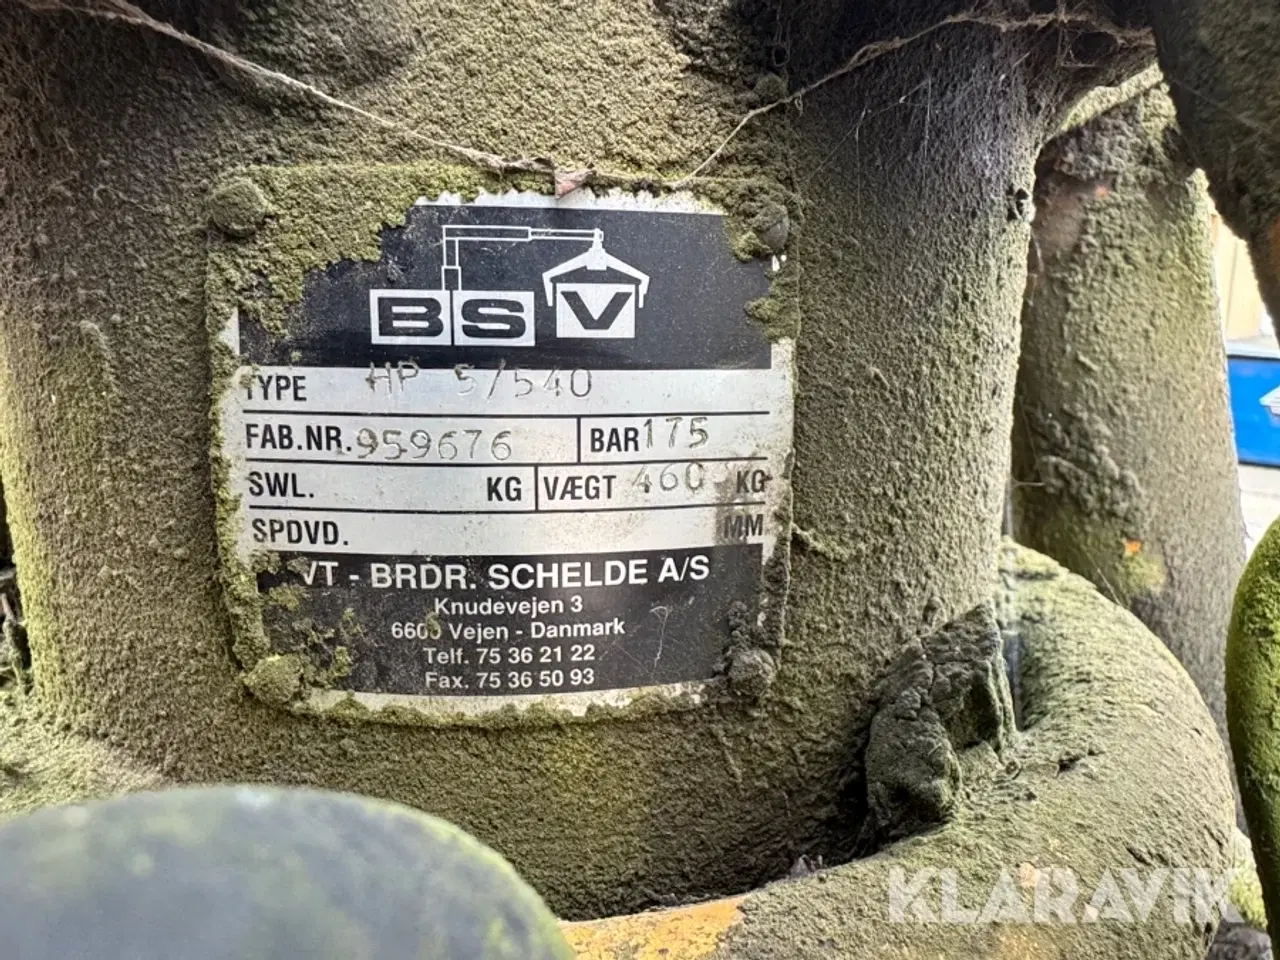 BSV
TYPE HP 5/540
FAB.NR. 959676 BAR 175
SWL. KG VÆGT 460 KG
SPDVD. MM
- BRDR. SCHELDE A/S
Knudevejen 3
6600 Vejen - Danmark
Telf. 75 36 21 22
Fax. 75 36 50 93
KLARAVIK